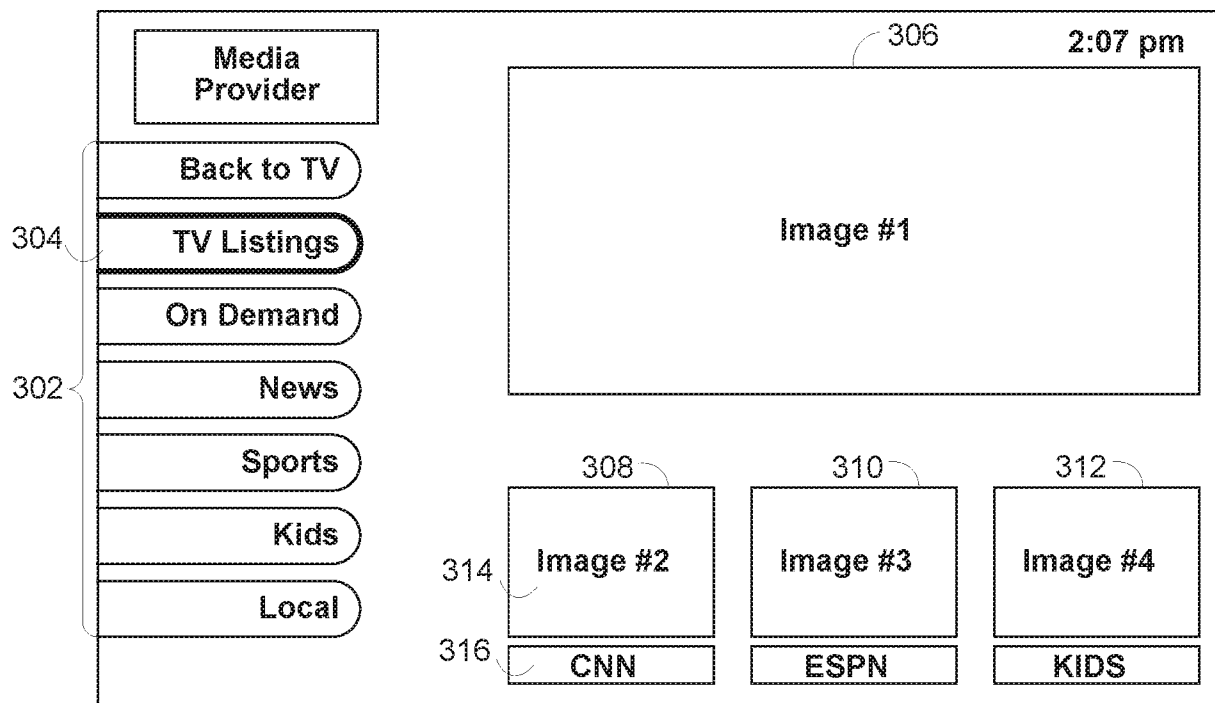 306
2:07 pm
Media
Provider
Back to TV
304
TV Listings
Image #1
On Demand
302
News
Sports
308
310
312
Kids
314
Image #2
Image #3
Image #4
Local
316
CNN
ESPN
KIDS